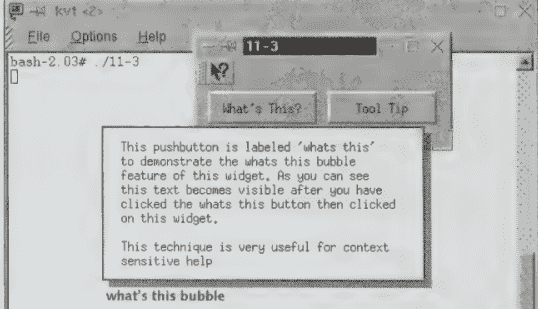 kvt <2>
File Options Help
11-3
bash-2.03# ./11-3
What's This? Tool Tip
This pushbutton is labeled 'whats this'
to demonstrate the whats this bubble
feature of this widget. As you can see
this text becomes visible after you have
clicked the whats this button then clicked
on this widget.
This technique is very useful for context
sensitive help
what's this bubble